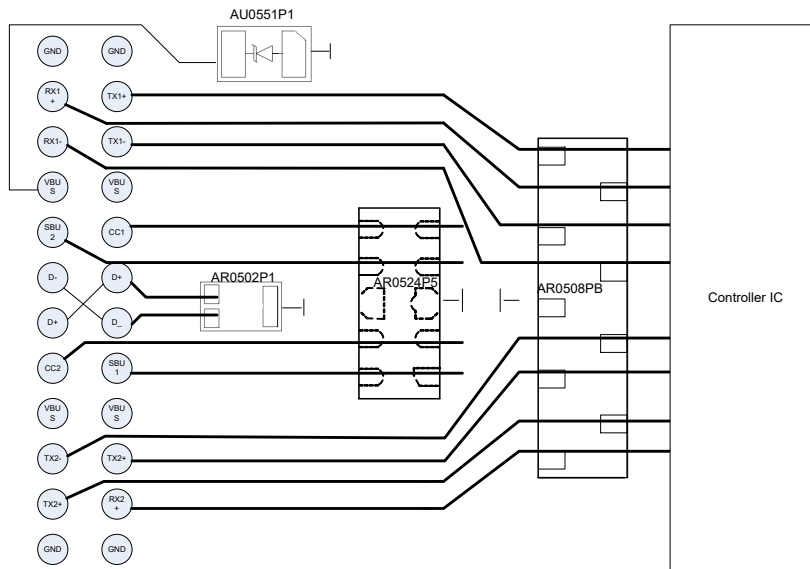 AU0551P1
GND
GND
RX1
+
TX1+
RX1-
TX1-
VBU
S
VBU
S
SBU
2
CC1
D-
D+
AR0502P1
AR0524P5
AR0508PB
Controller IC
D+
D_
CC2
SBU
1
VBU
S
VBU
S
TX2-
TX2+
TX2+
RX2
+
GND
GND